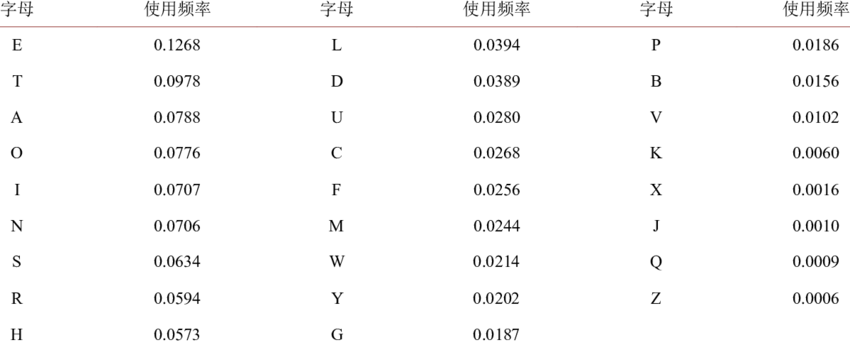 字母 使用频率 字母 使用频率 字母 使用频率
E 0.1268 L 0.0394 P 0.0186
T 0.0978 D 0.0389 B 0.0156
A 0.0788 U 0.0280 V 0.0102
O 0.0776 C 0.0268 K 0.0060
I 0.0707 F 0.0256 X 0.0016
N 0.0706 M 0.0244 J 0.0010
S 0.0634 W 0.0214 Q 0.0009
R 0.0594 Y 0.0202 Z 0.0006
H 0.0573 G 0.0187